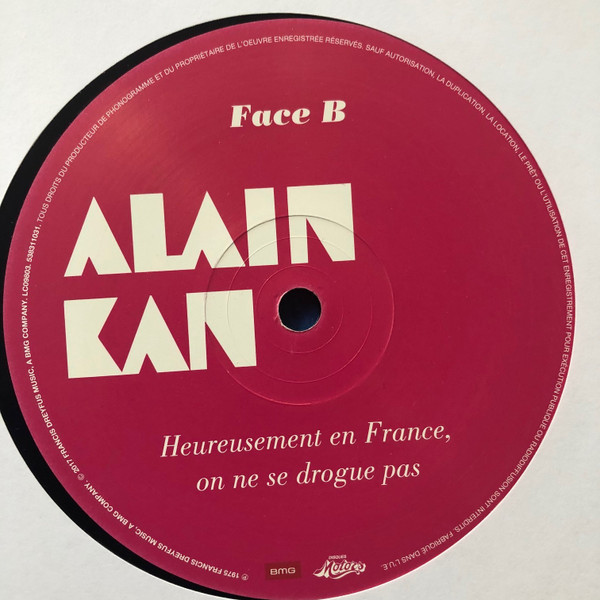 Face B
ALAIN
KAN
Heureusement en France,
on ne se drogue pas
BMG
EDITIONS
Motors
℗ 1975 FRANCIS DREYFUS MUSIC, A BMG COMPANY. © 2017 FRANCIS DREYFUS MUSIC, A BMG COMPANY. LC09803. 538311031. TOUS DROITS DU PRODUCTEUR DE PHONOGRAMME ET DU PROPRIÉTAIRE DE L'OEUVRE ENREGISTRÉE RÉSERVÉS. SAUF AUTORISATION, LA DUPLICATION, LA LOCATION, LE PRÊT OU L'UTILISATION DE CET ENREGISTREMENT POUR EXÉCUTION PUBLIQUE OU RADIODIFFUSION SONT INTERDITS. FABRIQUÉ DANS L'U.E.